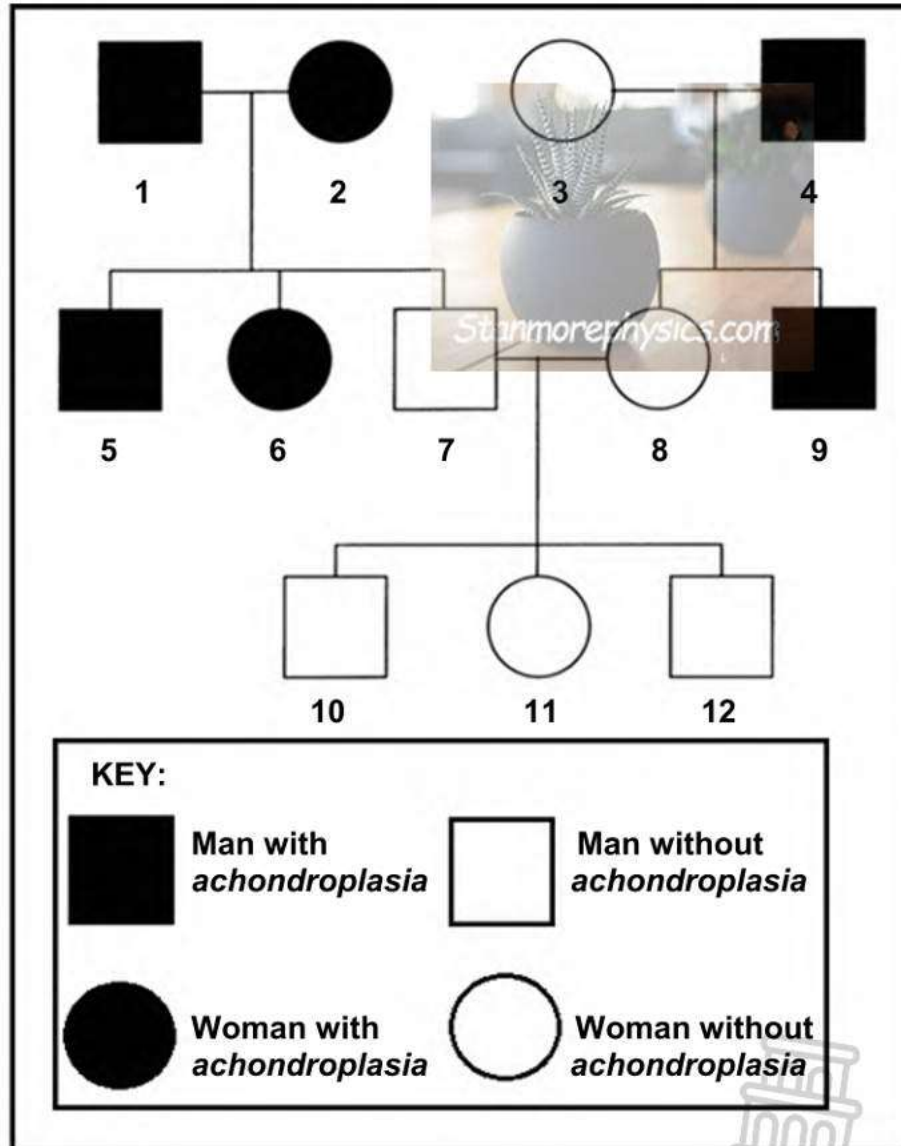 1 2 3 4
Stanmorephysics.com
5 6 7 8 9
10 11 12
KEY:
Man with
achondroplasia
Man without
achondroplasia
Woman with
achondroplasia
Woman without
achondroplasia